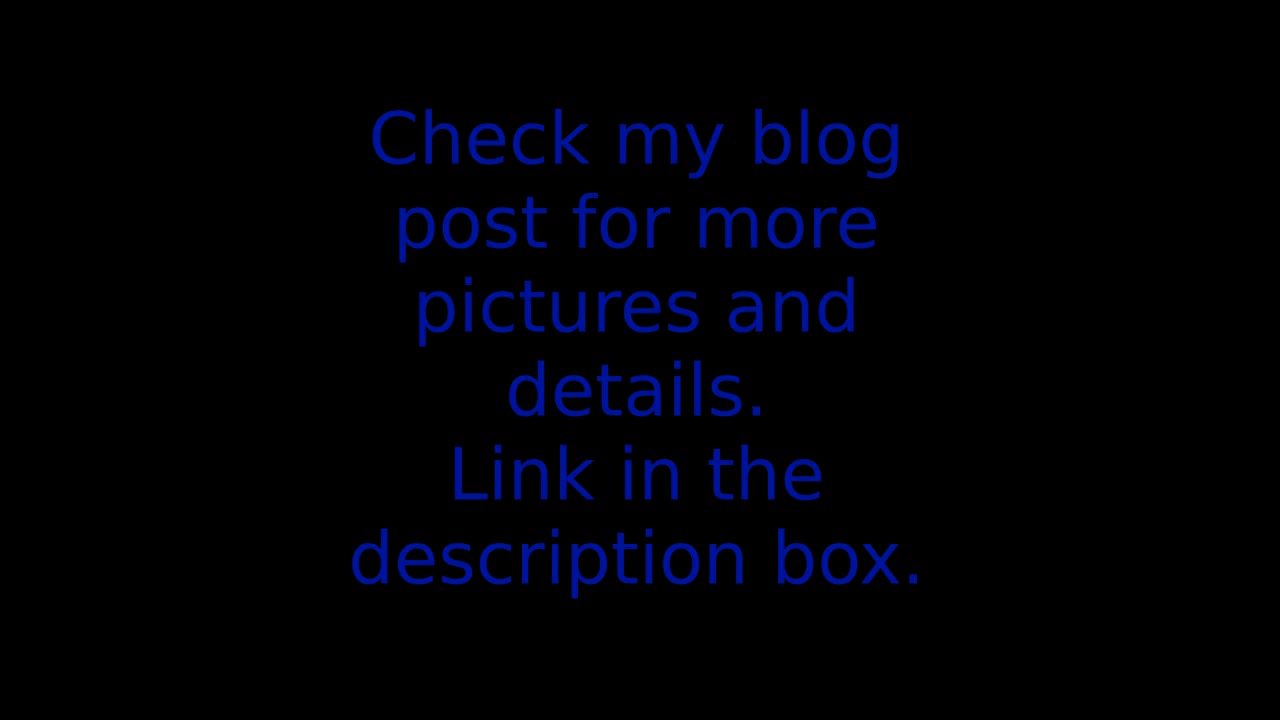 Check my blog
post for more
pictures and
details.
Link in the
description box.